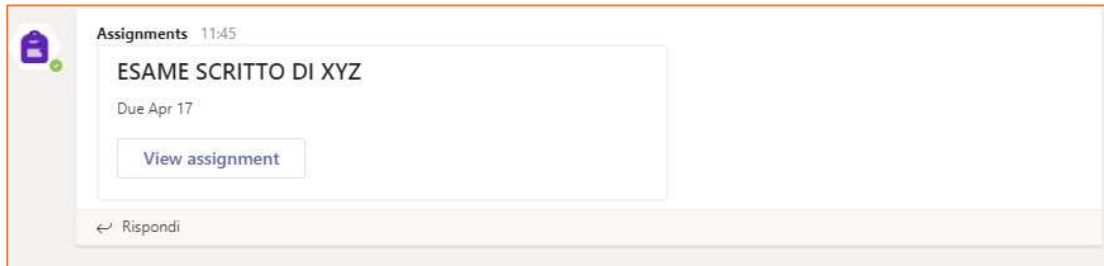 Assignments 11:45
ESAME SCRITTO DI XYZ
Due Apr 17
View assignment
Rispondi